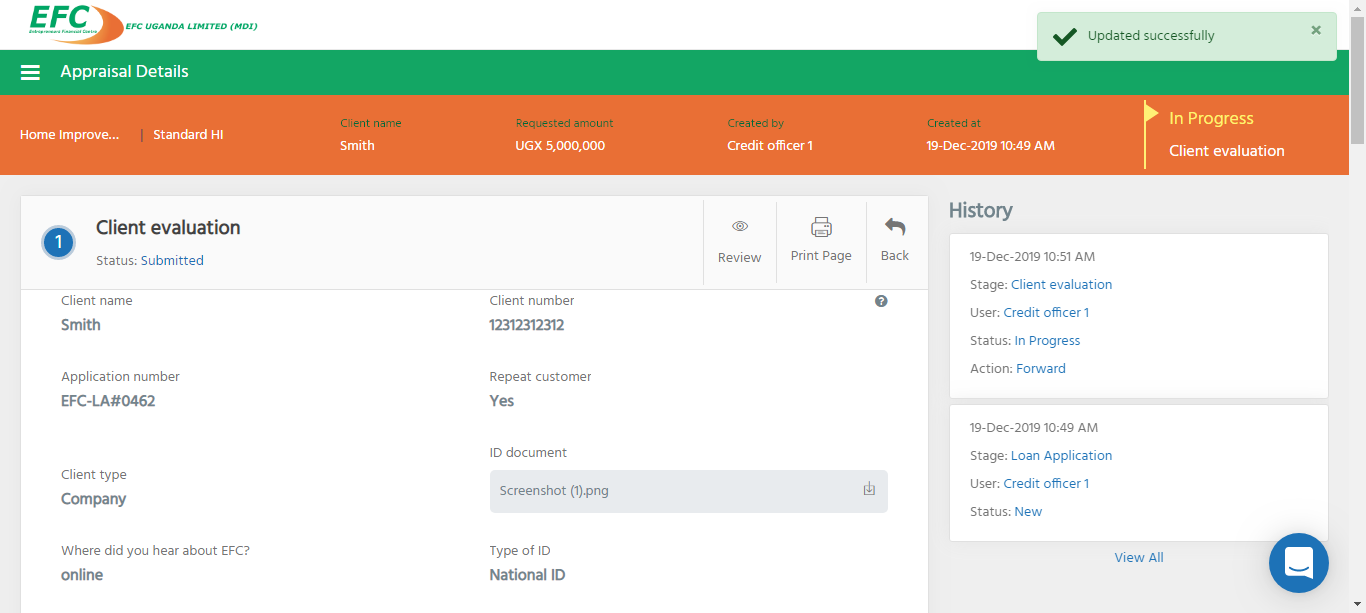 EFC
Entrepreneurs Financial Centre
EFC UGANDA LIMITED (MDI)
Updated successfully
×
Appraisal Details
Home Improve... | Standard HI
Client name
Smith
Requested amount
UGX 5,000,000
Created by
Credit officer 1
Created at
19-Dec-2019 10:49 AM
In Progress
Client evaluation
1
Client evaluation
Status: Submitted
Review
Print Page
Back
Client name
Smith
Client number
12312312312
?
Application number
EFC-LA#0462
Repeat customer
Yes
Client type
Company
ID document
Screenshot (1).png
Where did you hear about EFC?
online
Type of ID
National ID
History
19-Dec-2019 10:51 AM
Stage: Client evaluation
User: Credit officer 1
Status: In Progress
Action: Forward
19-Dec-2019 10:49 AM
Stage: Loan Application
User: Credit officer 1
Status: New
View All